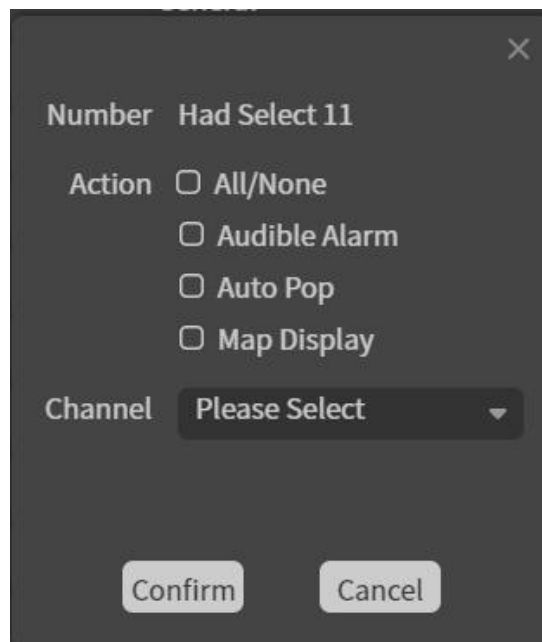 Number Had Select 11
Action All/None
Audible Alarm
Auto Pop
Map Display
Channel Please Select
Confirm Cancel